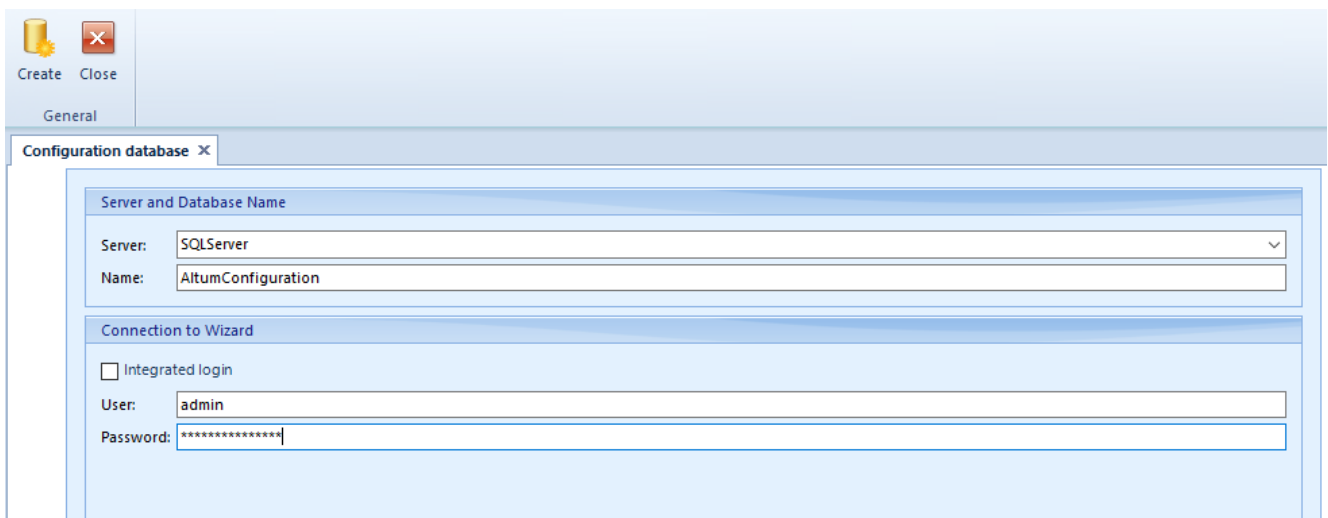 Create Close
General
Configuration database X
Server and Database Name
Server: SQLServer
Name: AltumConfiguration
Connection to Wizard
Integrated login
User: admin
Password: ***************